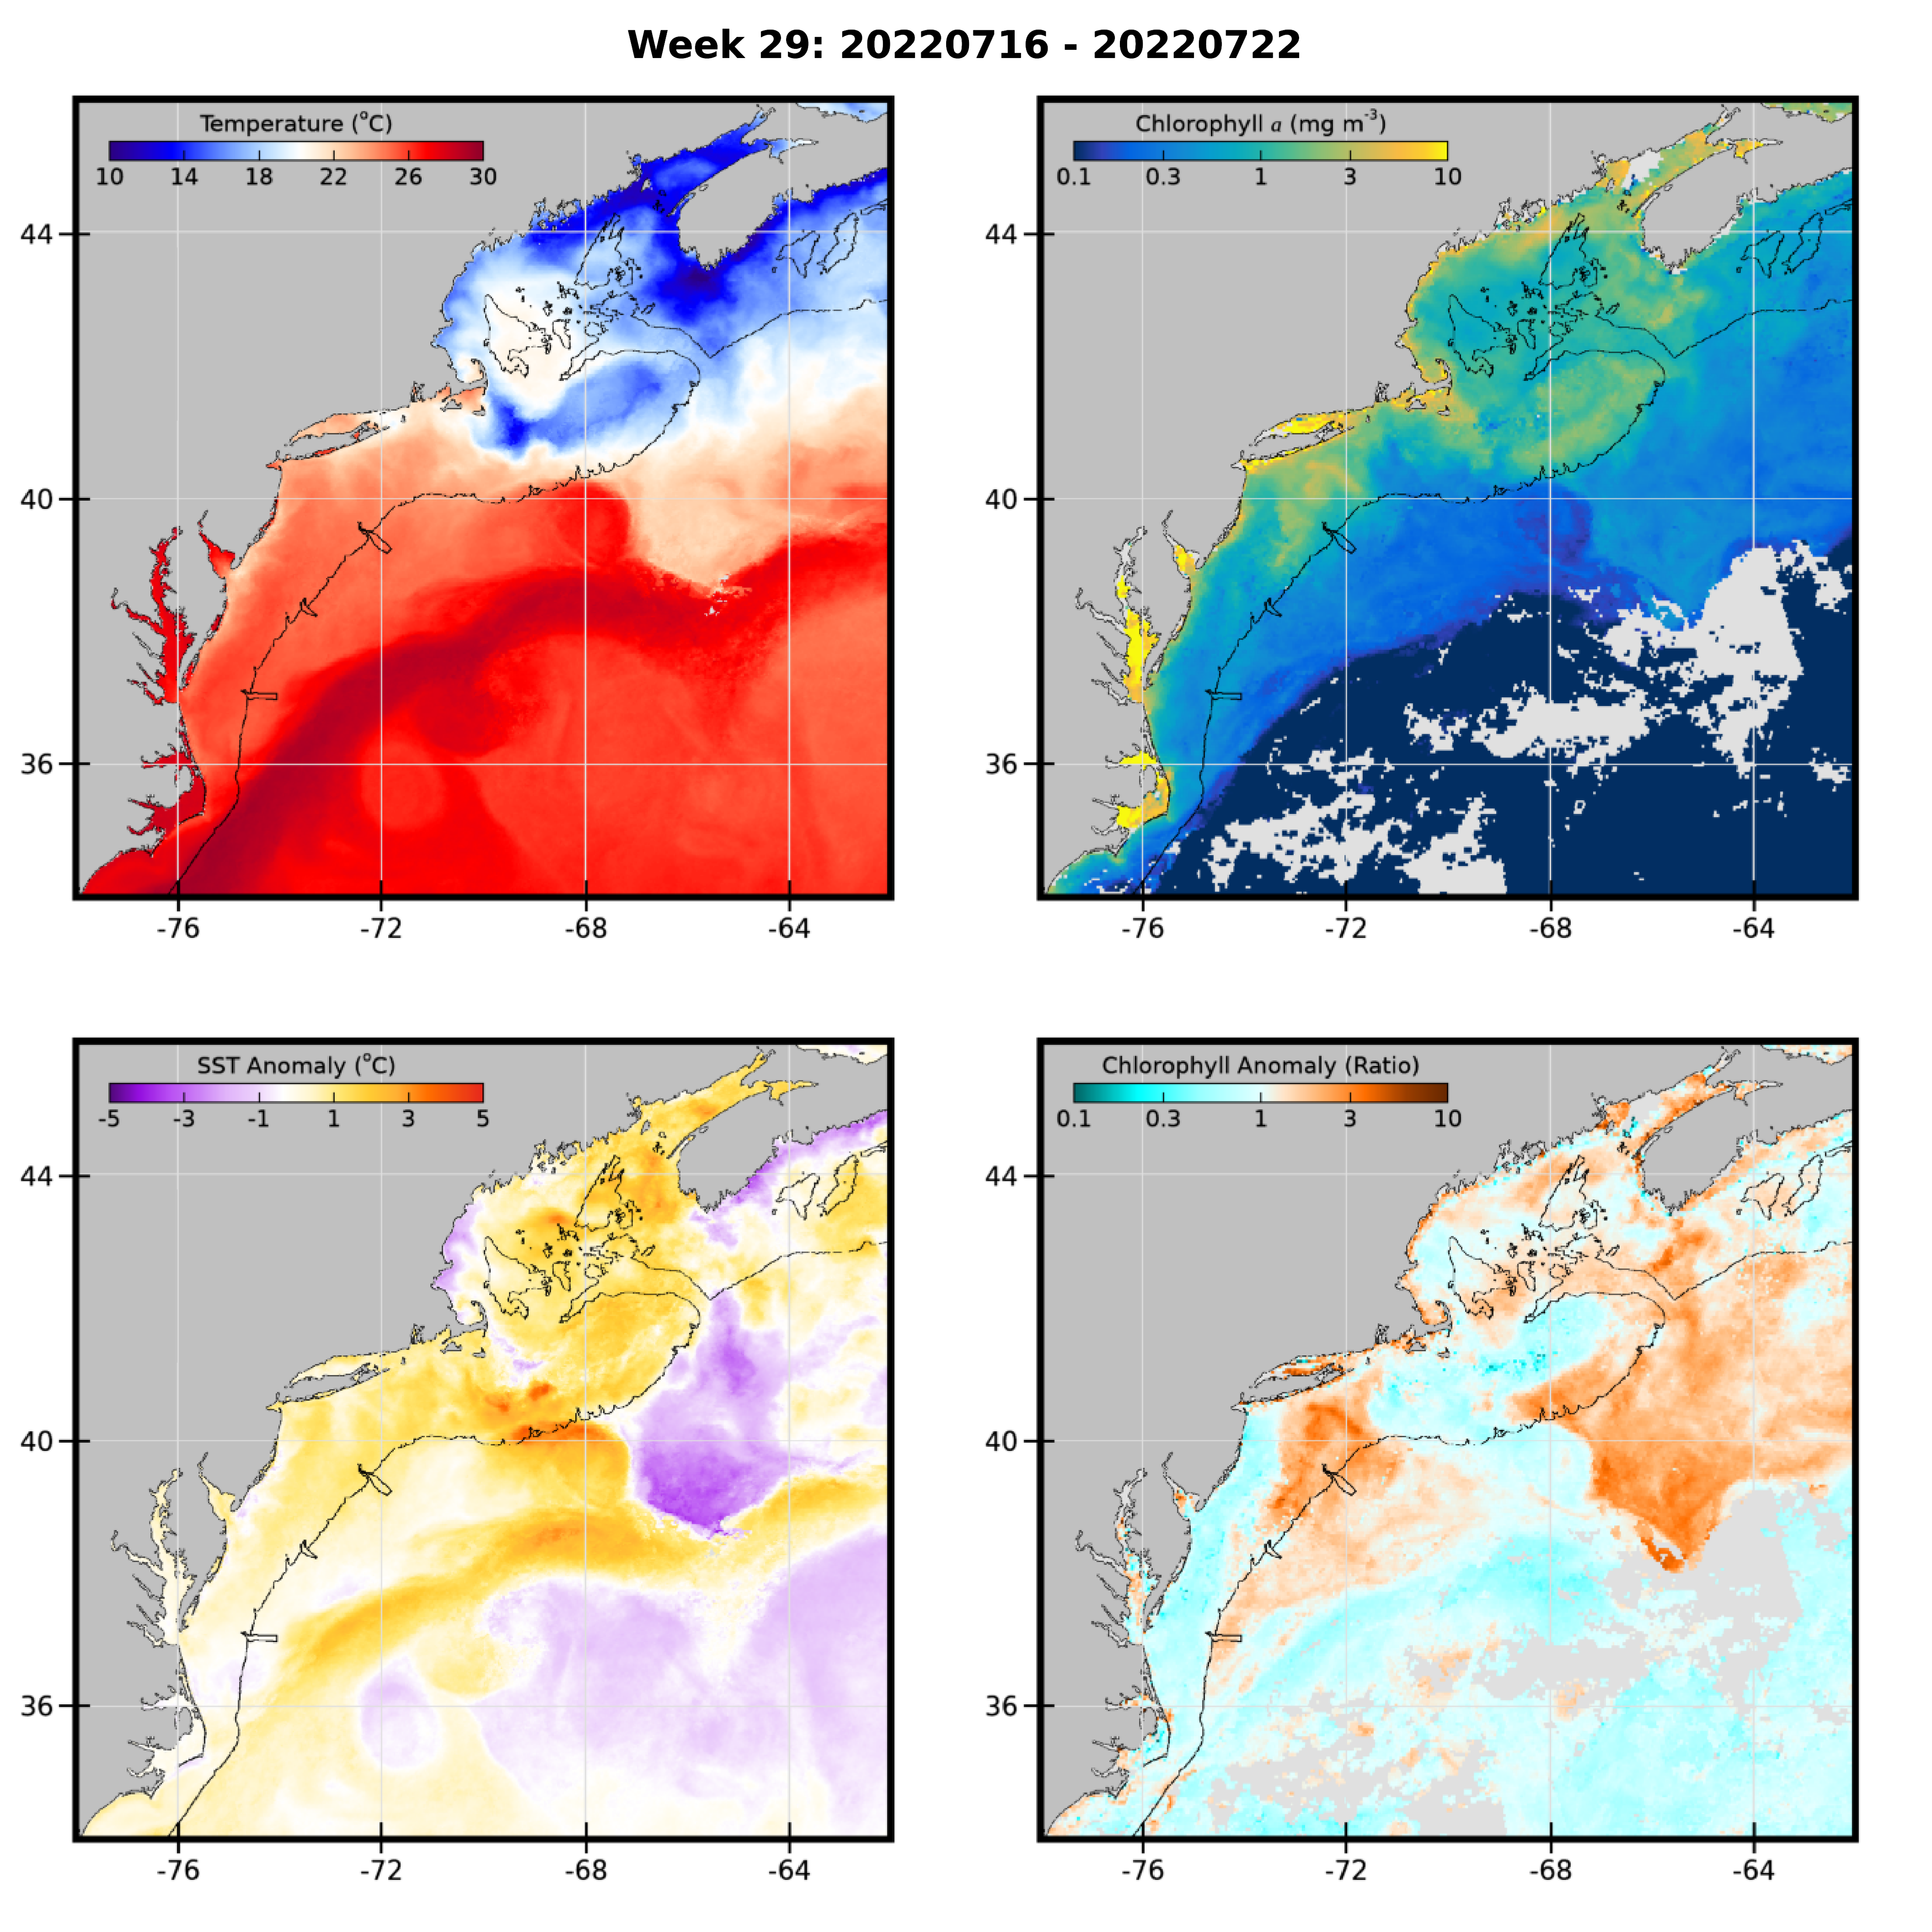 Week 29: 20220716 - 20220722
Temperature (°C)
10 14 18 22 26 30
44
40
36
-76 -72 -68 -64
Chlorophyll a (mg m⁻³)
0.1 0.3 1 3 10
44
40
36
-76 -72 -68 -64
SST Anomaly (°C)
-5 -3 -1 1 3 5
44
40
36
-76 -72 -68 -64
Chlorophyll Anomaly (Ratio)
0.1 0.3 1 3 10
44
40
36
-76 -72 -68 -64